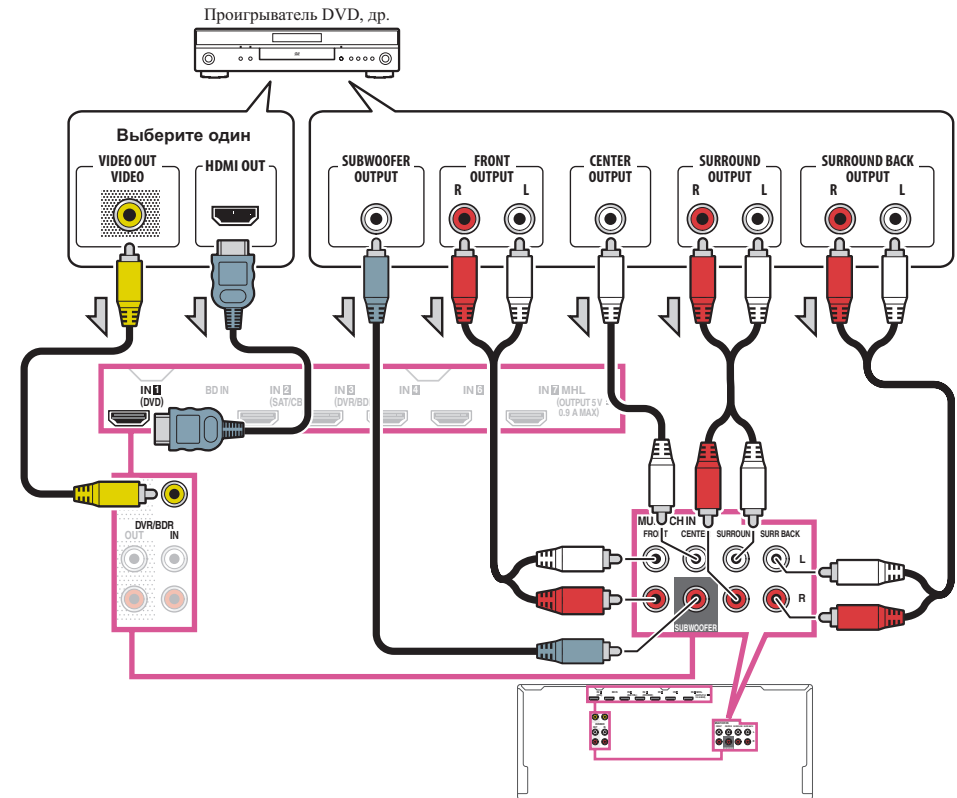 Проигрыватель DVD, др.
Выберите один
VIDEO OUT
VIDEO
HDMI OUT
SUBWOOFER
OUTPUT
FRONT
OUTPUT
R L
CENTER
OUTPUT
SURROUND
OUTPUT
R L
SURROUND BACK
OUTPUT
R L
IN 1
(DVD)
BD IN
IN 2
(SAT/CB
IN 3
(DVR/BD
IN 4
IN 6
IN 7 MHL
(OUTPUT 5 V
0.9 A MAX)
DVR/BDR
OUT IN
CH IN
CENTE SURROUN SURR BACK
L
R
SUBWOOFER